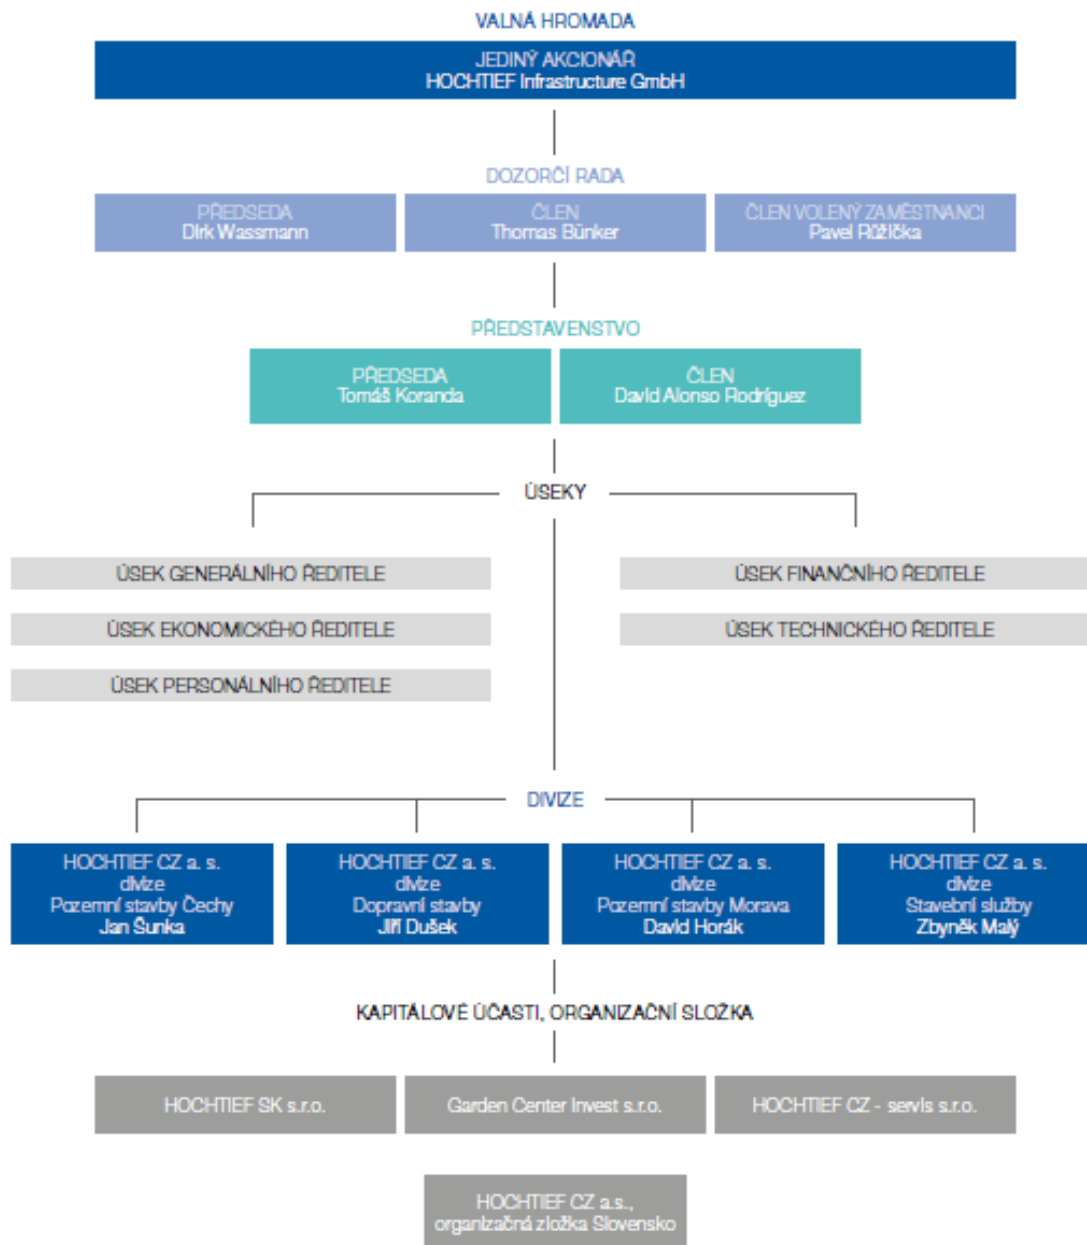 VALNÁ HROMADA
JEDINÝ AKCIONÁŘ
HOCHTIEF Infrastructure GmbH
DOZORČÍ RADA
PŘEDSEDA
Dirk Wassmann
ČLEN
Thomas Bünker
ČLEN VOLENÝ ZAMĚSTNANCI
Pavel Růžička
PŘEDSTAVENSTVO
PŘEDSEDA
Tomáš Koranda
ČLEN
David Alonso Rodríguez
ÚSEKY
ÚSEK GENERÁLNÍHO ŘEDITELE
ÚSEK FINANČNÍHO ŘEDITELE
ÚSEK EKONOMICKÉHO ŘEDITELE
ÚSEK TECHNICKÉHO ŘEDITELE
ÚSEK PERSONÁLNÍHO ŘEDITELE
DIVIZE
HOCHTIEF CZ a. s.
divize
Pozemní stavby Čechy
Jan Šunka
HOCHTIEF CZ a. s.
divize
Dopravní stavby
Jiří Dušek
HOCHTIEF CZ a. s.
divize
Pozemní stavby Morava
David Horák
HOCHTIEF CZ a. s.
divize
Stavební služby
Zbyněk Malý
KAPITÁLOVÉ ÚČASTI, ORGANIZAČNÍ SLOŽKA
HOCHTIEF SK s.r.o.
Garden Center Invest s.r.o.
HOCHTIEF CZ - servis s.r.o.
HOCHTIEF CZ a.s.,
organizačná zložka Slovensko